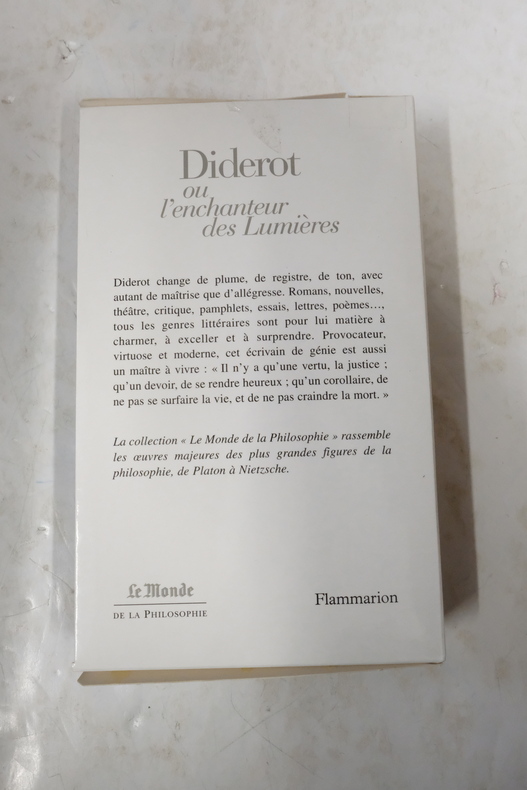 Diderot
ou
l'enchanteur
des Lumières
Diderot change de plume, de registre, de ton, avec
autant de maîtrise que d'allégresse. Romans, nouvelles,
théâtre, critique, pamphlets, essais, lettres, poèmes…,
tous les genres littéraires sont pour lui matière à
charmer, à exceller et à surprendre. Provocateur,
virtuose et moderne, cet écrivain de génie est aussi
un maître à vivre : « Il n'y a qu'une vertu, la justice ;
qu'un devoir, de se rendre heureux ; qu'un corollaire, de
ne pas se surfaire la vie, et de ne pas craindre la mort. »
La collection « Le Monde de la Philosophie » rassemble
les œuvres majeures des plus grandes figures de la
philosophie, de Platon à Nietzsche.
Le Monde
DE LA PHILOSOPHIE
Flammarion